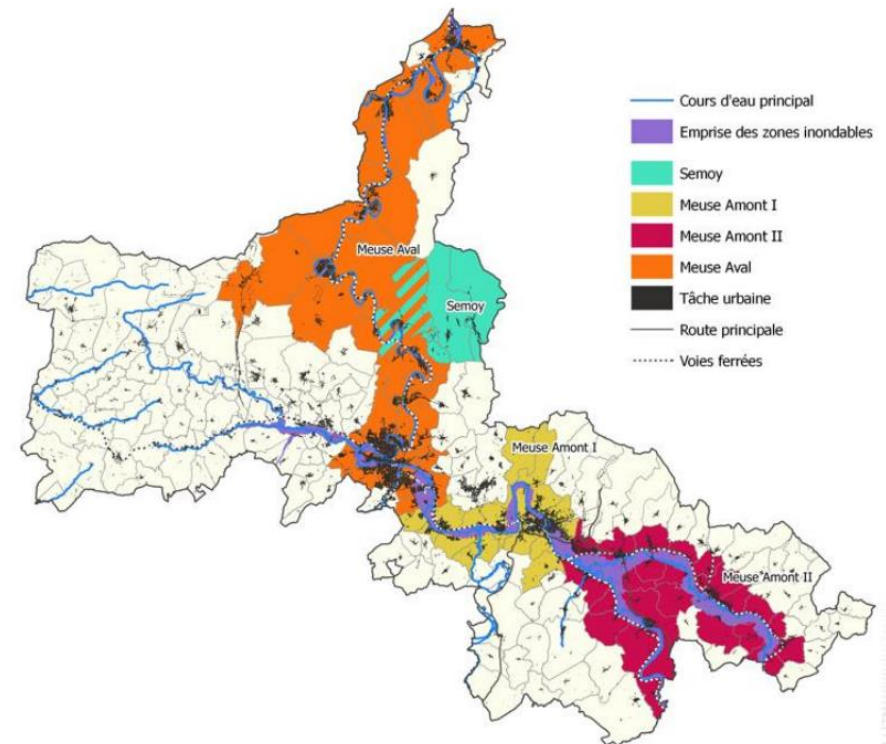 Cours d'eau principal
Emprise des zones inondables
Semoy
Meuse Amont I
Meuse Amont II
Meuse Aval
Tâche urbaine
Route principale
Voies ferrées
Meuse Aval
Semoy
Meuse Amont I
Meuse Amont II